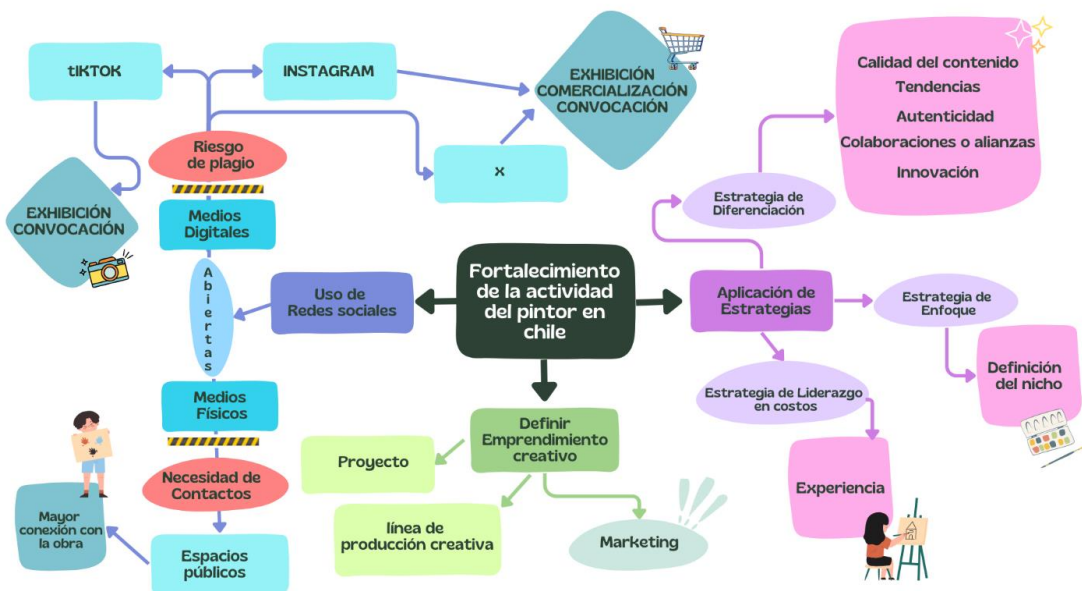 tiKTOK
INSTAGRAM
EXHIBICIÓN
COMERCIALIZACIÓN
CONVOCACIÓN
Riesgo
de plagio
X
EXHIBICIÓN
CONVOCACIÓN
Medios
Digitales
Abiertas
Uso de
Redes sociales
Medios
Físicos
Necesidad de
Contactos
Espacios
públicos
Mayor
conexión con
la obra
Fortalecimiento
de la actividad
del pintor en
chile
Definir
Emprendimiento
creativo
Proyecto
línea de
producción creativa
Marketing
Aplicación de
Estrategias
Estrategia de
Diferenciación
Calidad del contenido
Tendencias
Autenticidad
Colaboraciones o alianzas
Innovación
Estrategia de
Enfoque
Definición
del nicho
Estrategia de Liderazgo
en costos
Experiencia